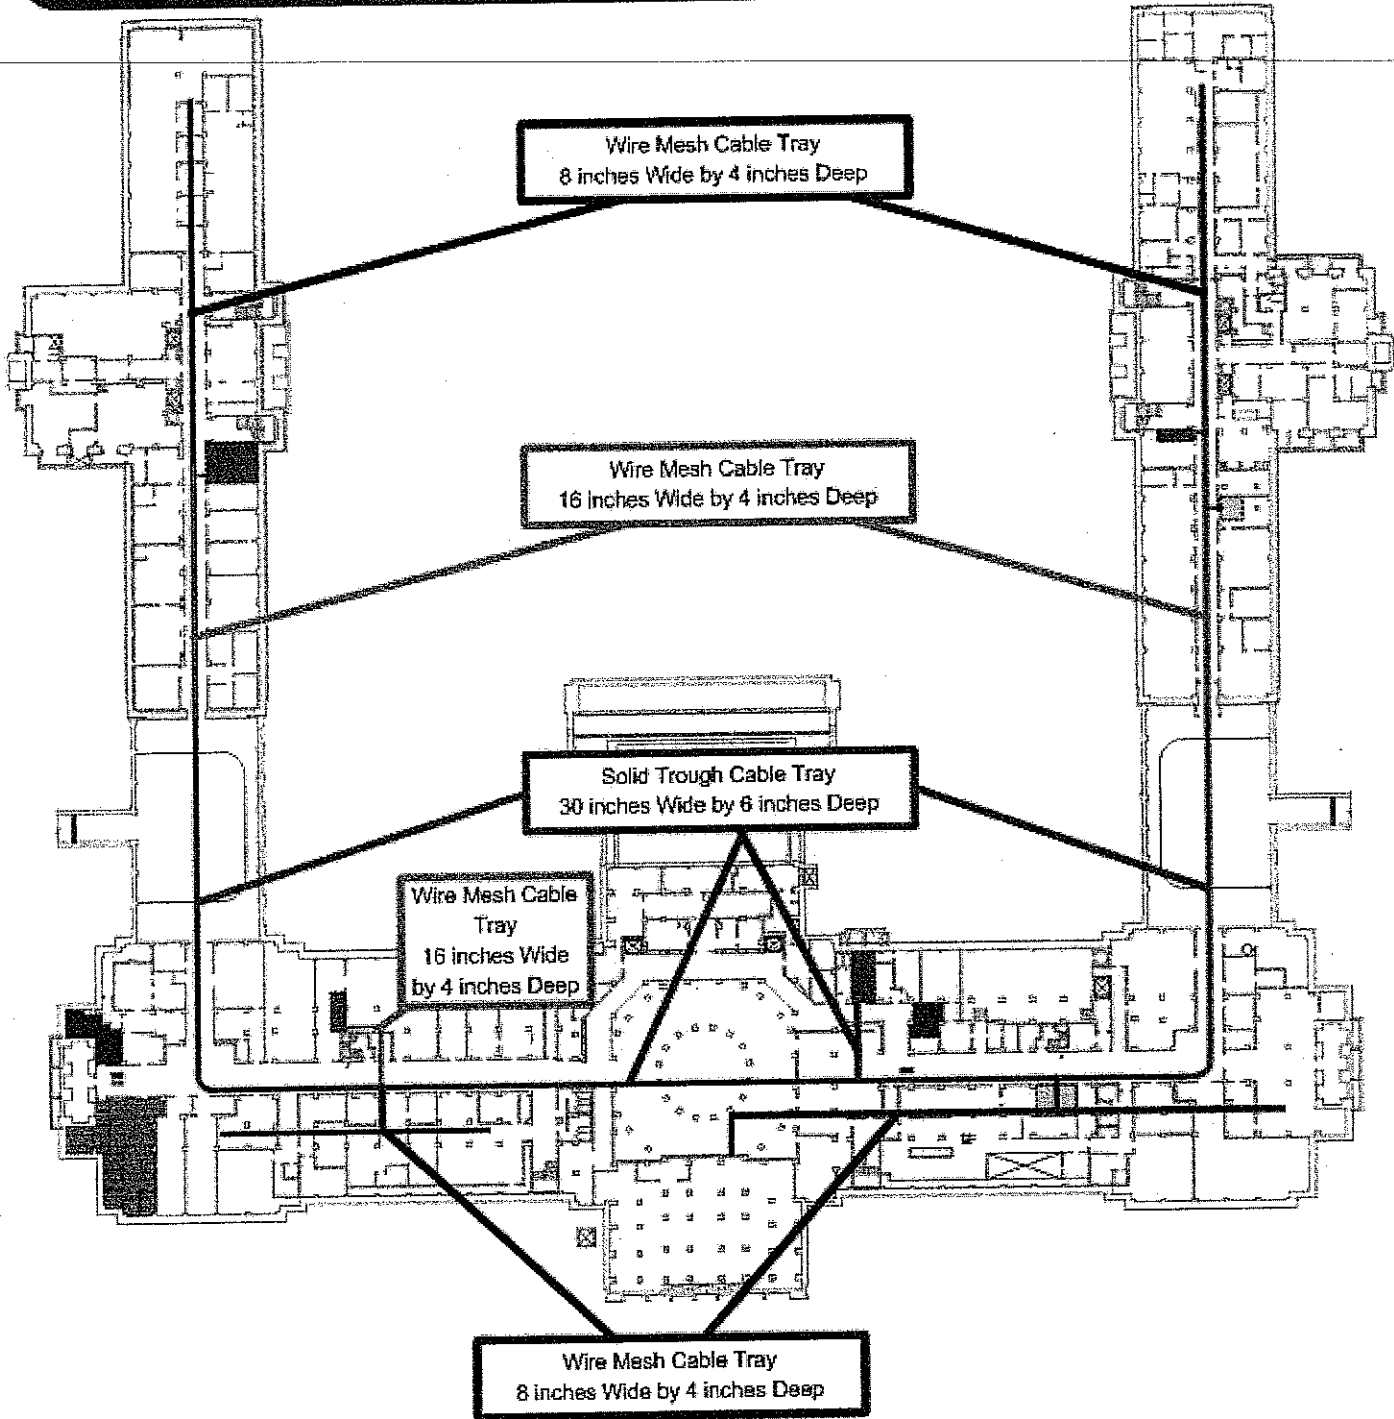 Wire Mesh Cable Tray
8 inches Wide by 4 inches Deep
Wire Mesh Cable Tray
16 inches Wide by 4 inches Deep
Solid Trough Cable Tray
30 inches Wide by 6 inches Deep
Wire Mesh Cable
Tray
16 inches Wide
by 4 inches Deep
Wire Mesh Cable Tray
8 inches Wide by 4 inches Deep